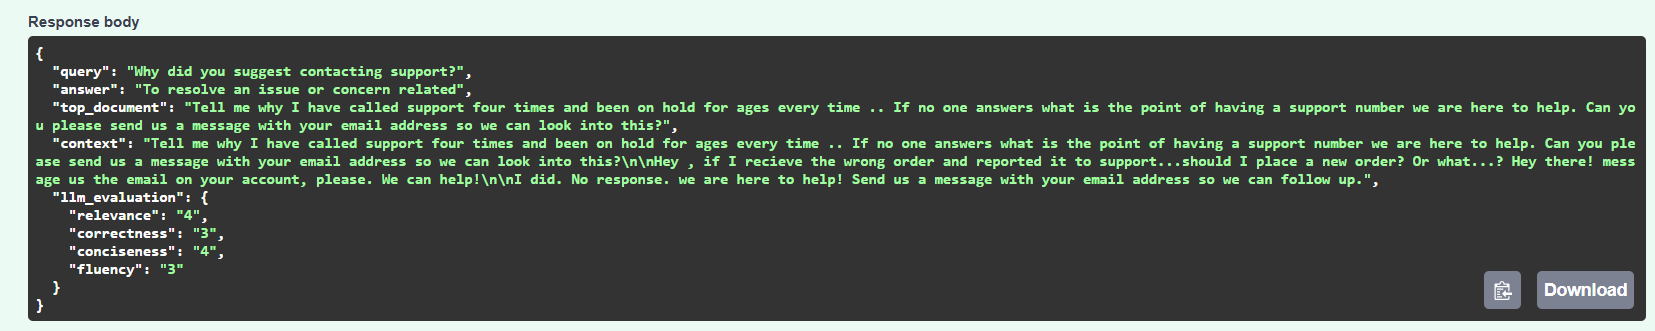 Response body
{
"query": "Why did you suggest contacting support?",
"answer": "To resolve an issue or concern related",
"top_document": "Tell me why I have called support four times and been on hold for ages every time .. If no one answers what is the point of having a support number we are here to help. Can yo
u please send us a message with your email address so we can look into this?",
"context": "Tell me why I have called support four times and been on hold for ages every time .. If no one answers what is the point of having a support number we are here to help. Can you ple
ase send us a message with your email address so we can look into this?\n\nHey , if I recieve the wrong order and reported it to support...should I place a new order? Or what...? Hey there! mess
age us the email on your account, please. We can help!\n\nI did. No response. we are here to help! Send us a message with your email address so we can follow up.",
"llm_evaluation": {
"relevance": "4",
"correctness": "3",
"conciseness": "4",
"fluency": "3"
}
}
Download